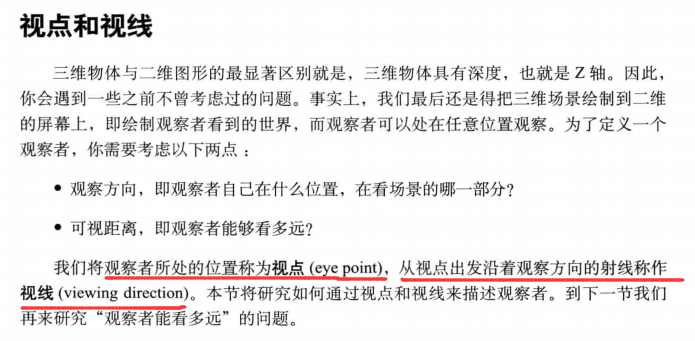 视点和视线
三维物体与二维图形的最显著区别就是，三维物体具有深度，也就是 Z 轴。因此，
你会遇到一些之前不曾考虑过的问题。事实上，我们最后还是得把三维场景绘制到二维
的屏幕上，即绘制观察者看到的世界，而观察者可以处在任意位置观察。为了定义一个
观察者，你需要考虑以下两点：
• 观察方向，即观察者自己在什么位置，在看场景的哪一部分？
• 可视距离，即观察者能够看多远？
我们将观察者所处的位置称为视点 (eye point)，从视点出发沿着观察方向的射线称作
视线 (viewing direction)。本节将研究如何通过视点和视线来描述观察者。到下一节我们
再来研究“观察者能看多远”的问题。